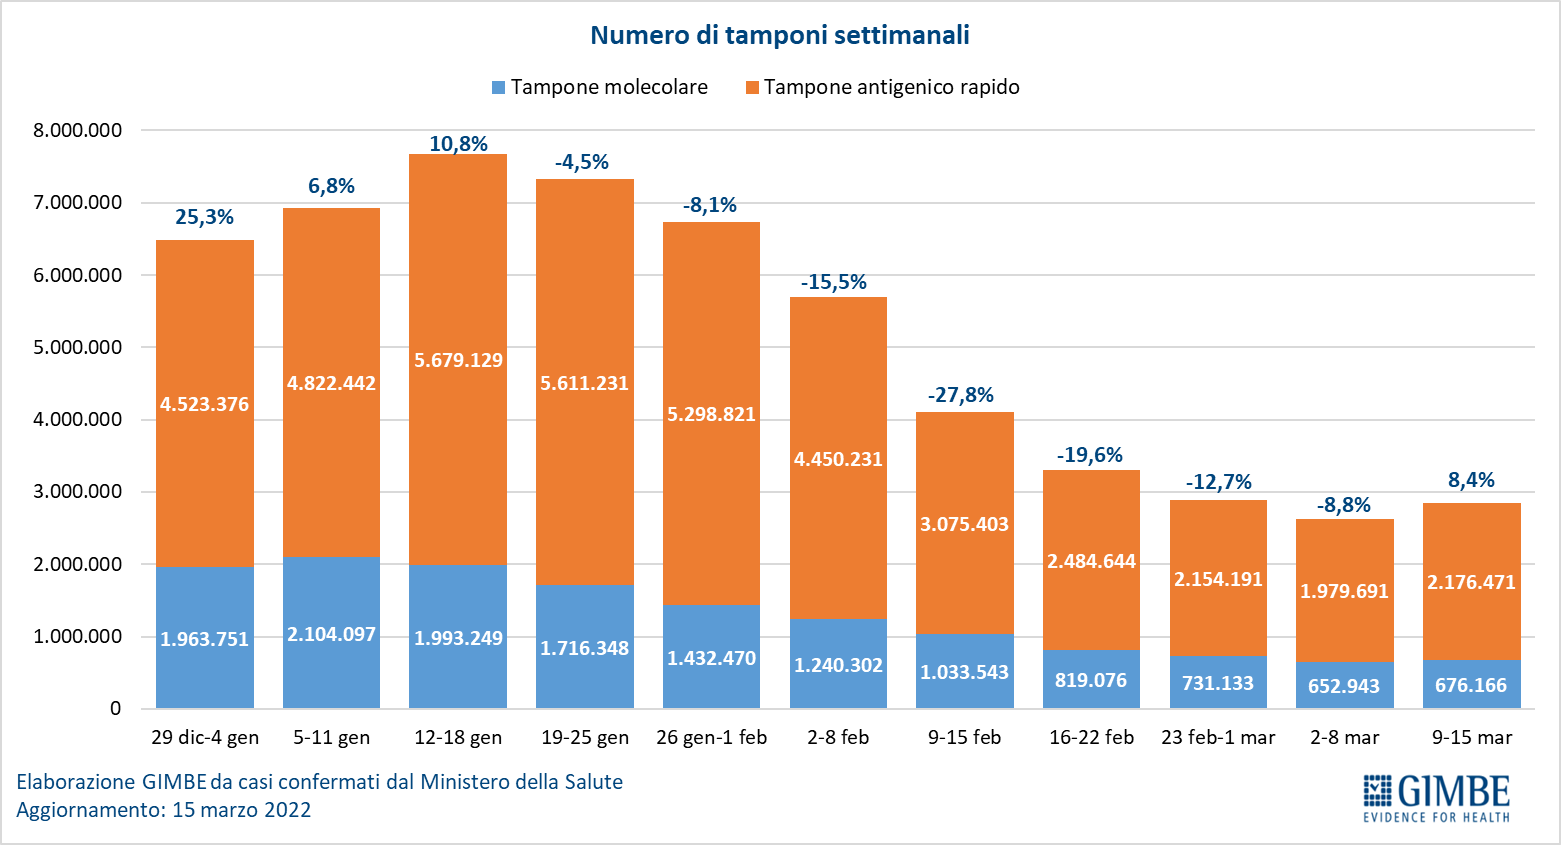 Numero di tamponi settimanali
Tampone molecolare Tampone antigenico rapido
8.000.000
7.000.000
6.000.000
5.000.000
4.000.000
3.000.000
2.000.000
1.000.000
0
25,3% 6,8% 10,8% -4,5% -8,1% -15,5% -27,8% -19,6% -12,7% -8,8% 8,4%
4.523.376 4.822.442 5.679.129 5.611.231 5.298.821 4.450.231 3.075.403 2.484.644 2.154.191 1.979.691 2.176.471
1.963.751 2.104.097 1.993.249 1.716.348 1.432.470 1.240.302 1.033.543 819.076 731.133 652.943 676.166
29 dic-4 gen 5-11 gen 12-18 gen 19-25 gen 26 gen-1 feb 2-8 feb 9-15 feb 16-22 feb 23 feb-1 mar 2-8 mar 9-15 mar
Elaborazione GIMBE da casi confermati dal Ministero della Salute
Aggiornamento: 15 marzo 2022
GIMBE
EVIDENCE FOR HEALTH